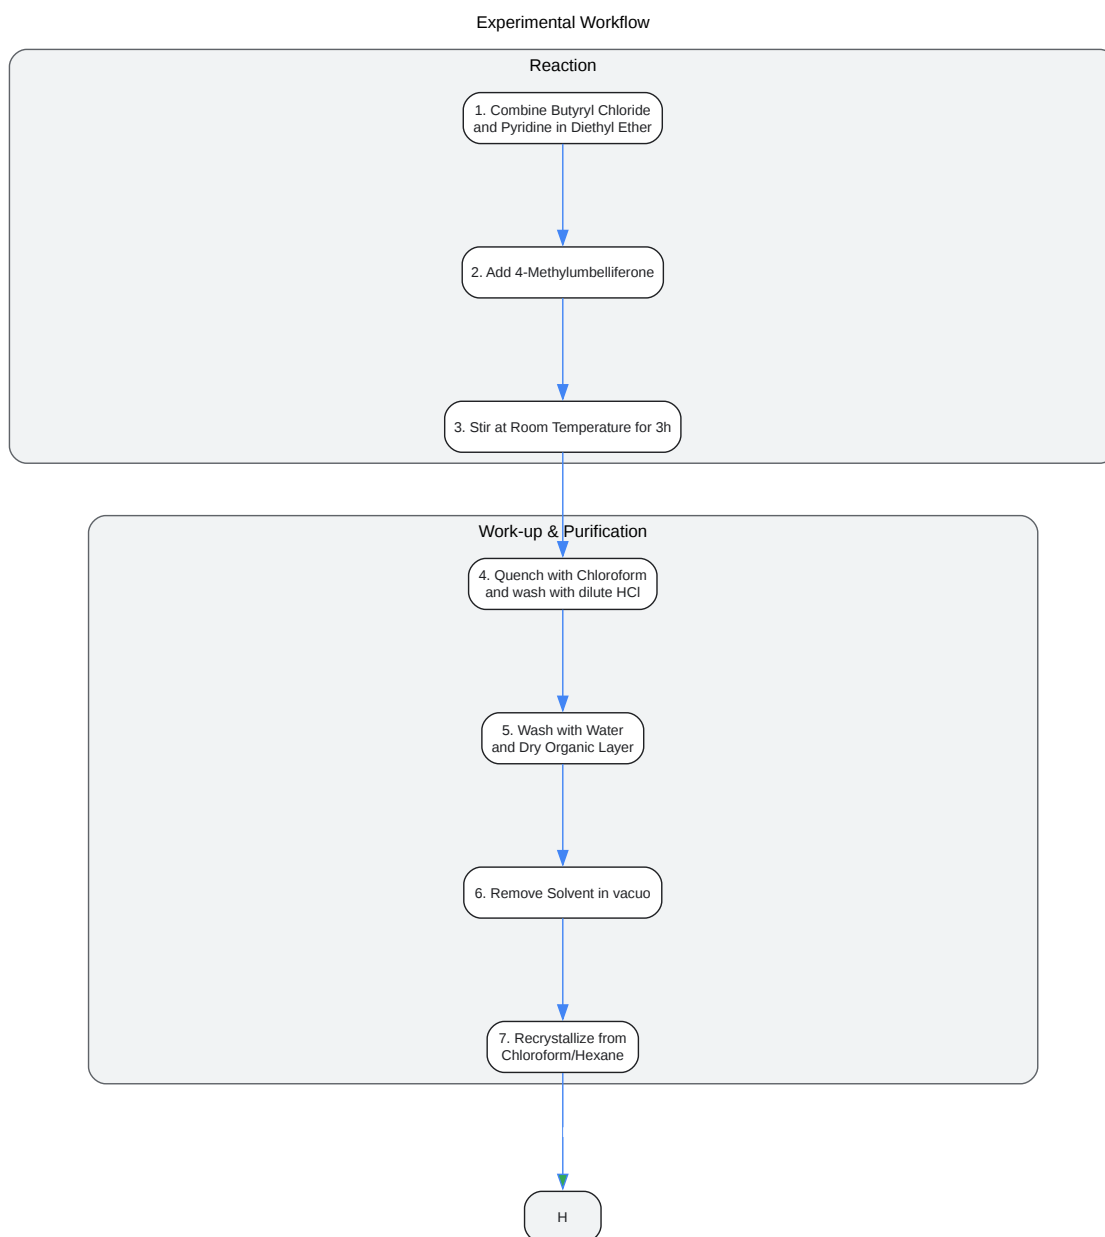 Experimental Workflow
Reaction
1. Combine Butyryl Chloride
and Pyridine in Diethyl Ether
2. Add 4-Methylumbelliferone
3. Stir at Room Temperature for 3h
Work-up & Purification
4. Quench with Chloroform
and wash with dilute HCl
5. Wash with Water
and Dry Organic Layer
6. Remove Solvent in vacuo
7. Recrystallize from
Chloroform/Hexane
H